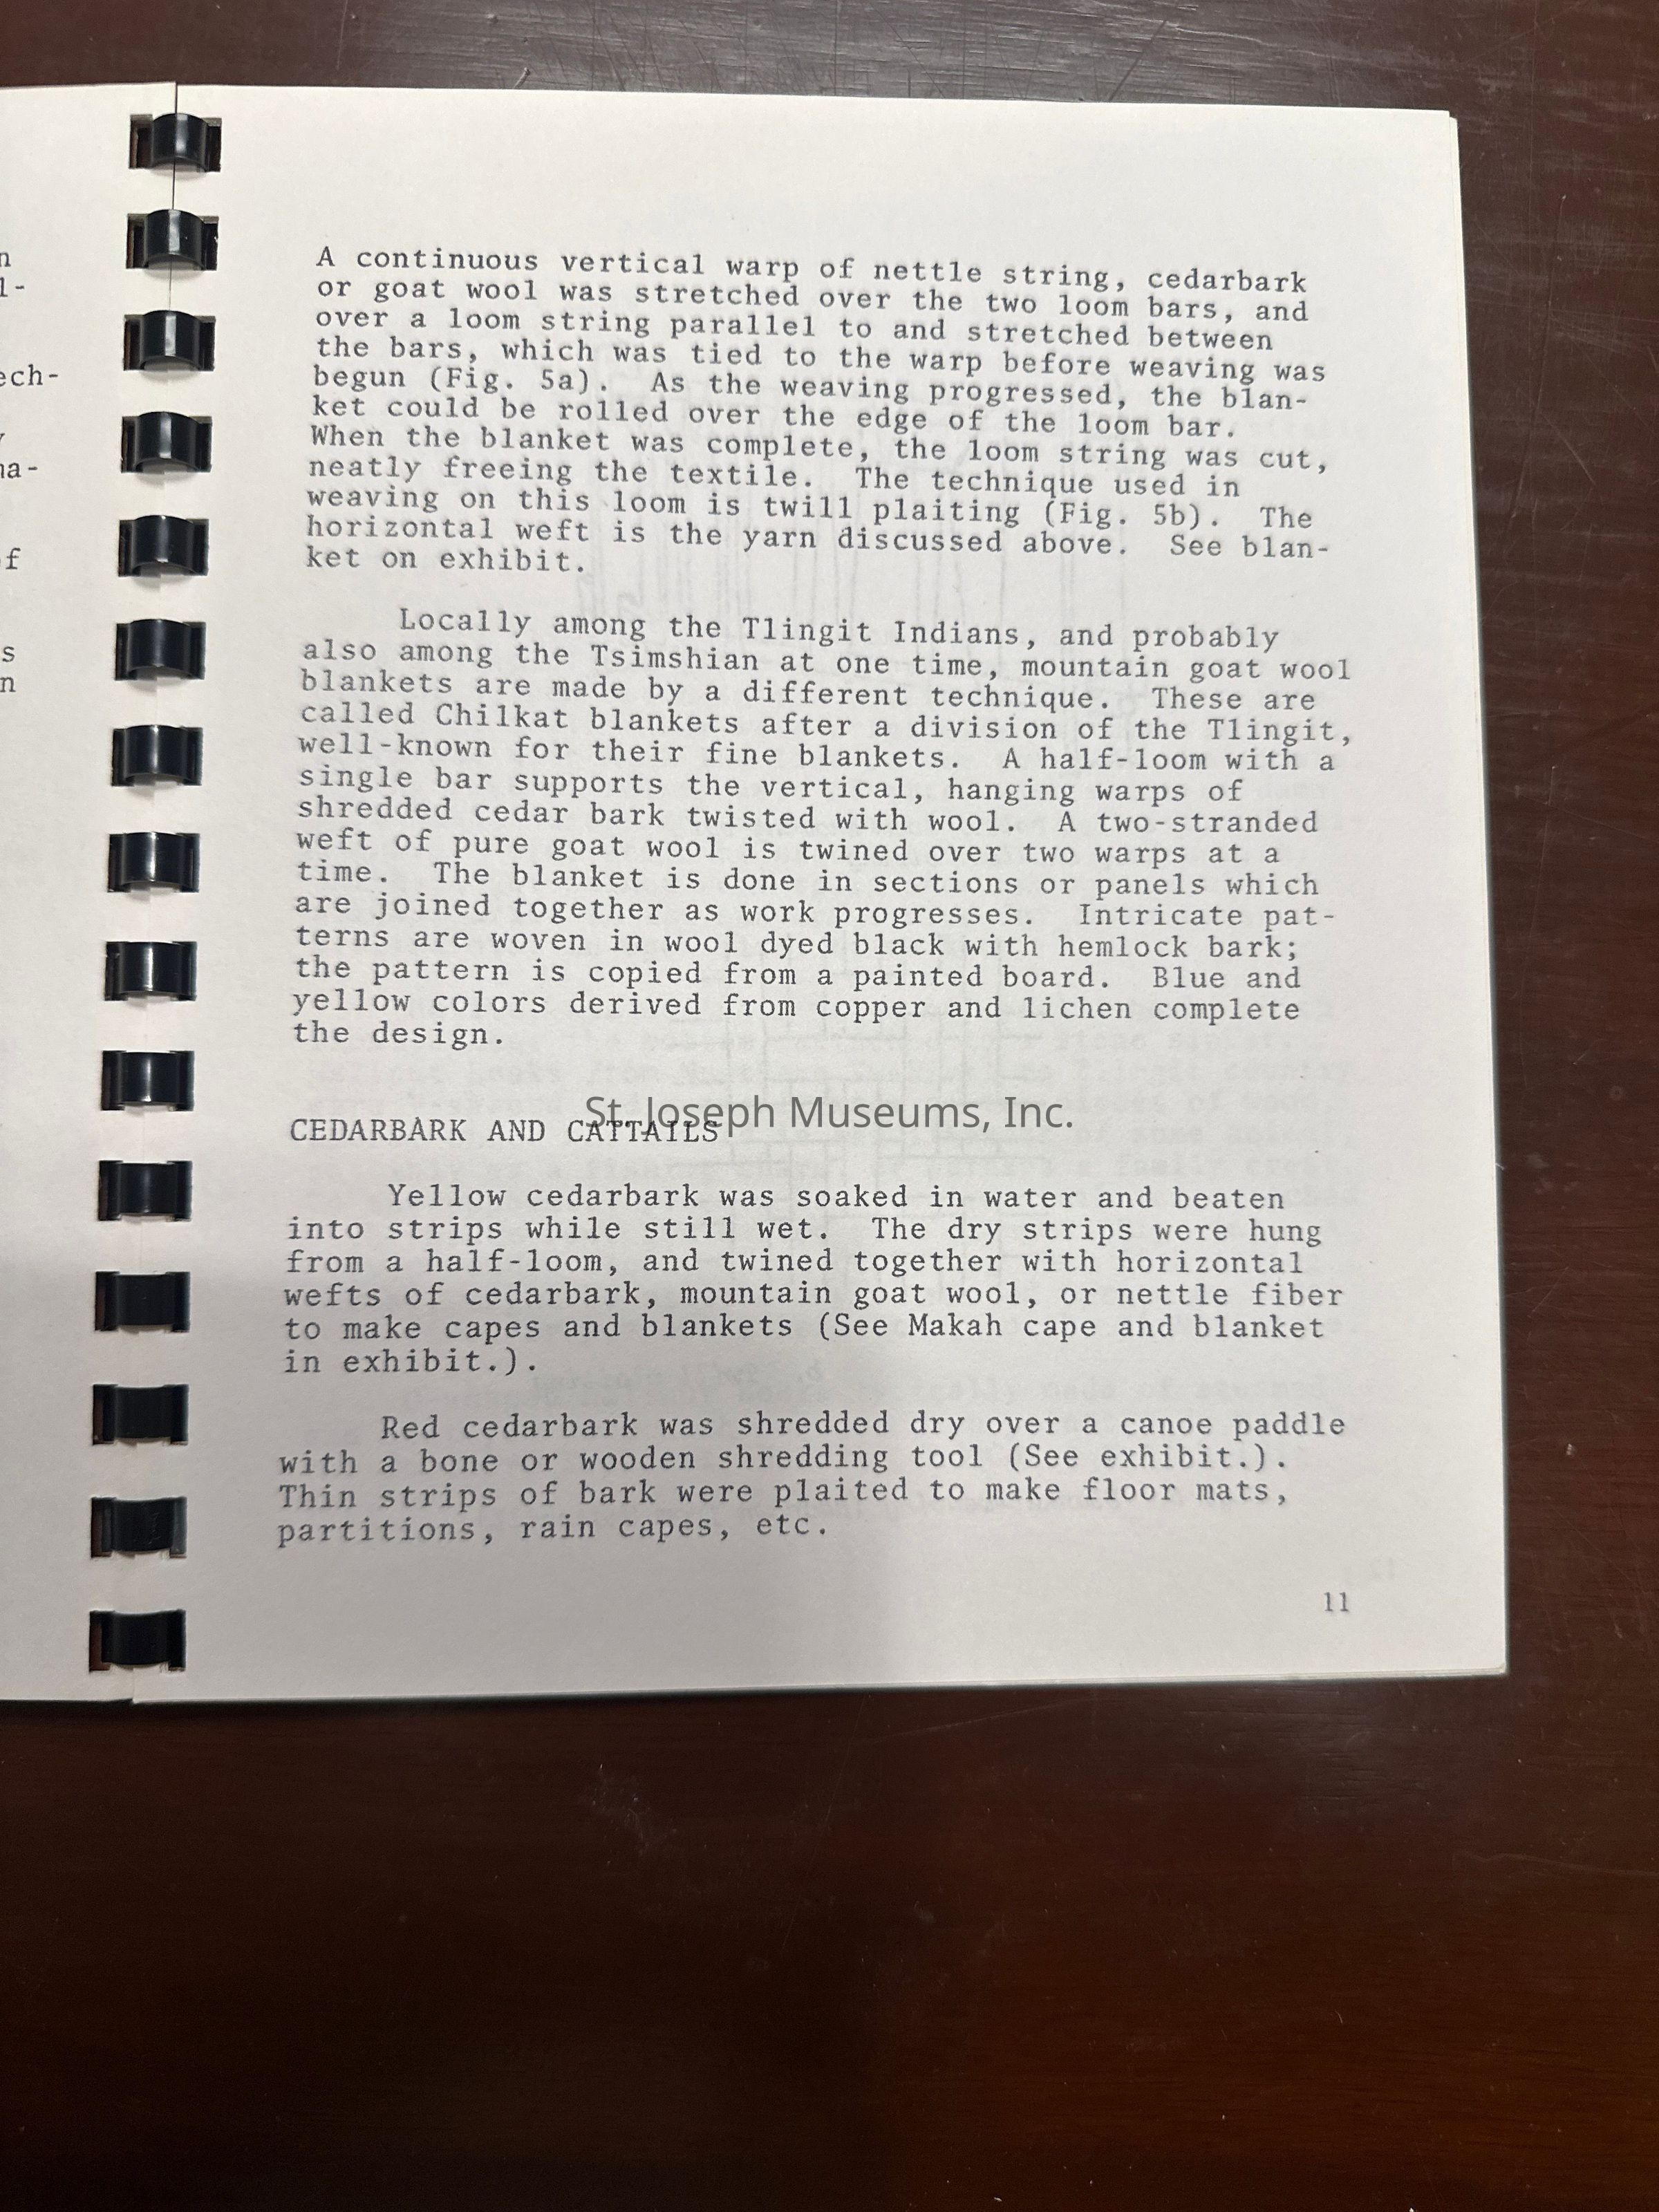 A continuous vertical warp of nettle string, cedarbark
or goat wool was stretched over the two loom bars, and
over a loom string parallel to and stretched between
the bars, which was tied to the warp before weaving was
begun (Fig. 5a).  As the weaving progressed, the blan-
ket could be rolled over the edge of the loom bar.
When the blanket was complete, the loom string was cut,
neatly freeing the textile.  The technique used in
weaving on this loom is twill plaiting (Fig. 5b).  The
horizontal weft is the yarn discussed above.  See blan-
ket on exhibit.
Locally among the Tlingit Indians, and probably
also among the Tsimshian at one time, mountain goat wool
blankets are made by a different technique.  These are
called Chilkat blankets after a division of the Tlingit,
well-known for their fine blankets.  A half-loom with a
single bar supports the vertical, hanging warps of
shredded cedar bark twisted with wool.  A two-stranded
weft of pure goat wool is twined over two warps at a
time.  The blanket is done in sections or panels which
are joined together as work progresses.  Intricate pat-
terns are woven in wool dyed black with hemlock bark;
the pattern is copied from a painted board.  Blue and
yellow colors derived from copper and lichen complete
the design.
St. Joseph Museums, Inc.
CEDARBARK AND CATTAILS
Yellow cedarbark was soaked in water and beaten
into strips while still wet.  The dry strips were hung
from a half-loom, and twined together with horizontal
wefts of cedarbark, mountain goat wool, or nettle fiber
to make capes and blankets (See Makah cape and blanket
in exhibit.).
Red cedarbark was shredded dry over a canoe paddle
with a bone or wooden shredding tool (See exhibit.).
Thin strips of bark were plaited to make floor mats,
partitions, rain capes, etc.
11